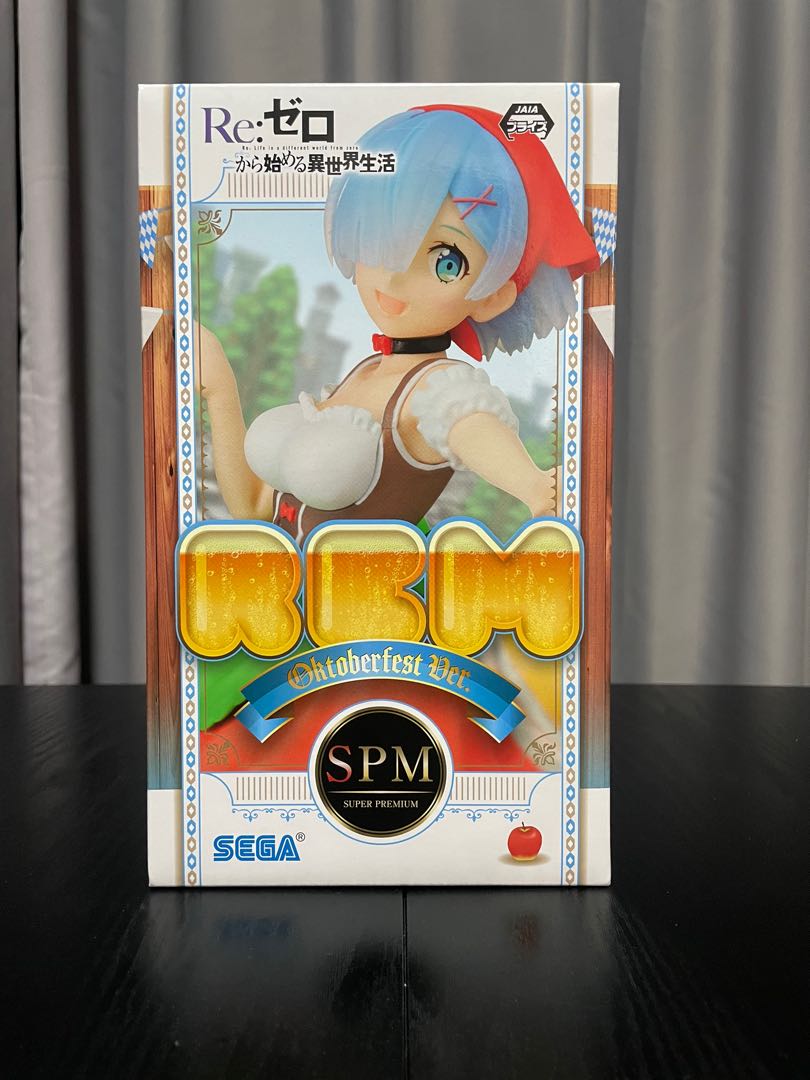 Re:ゼロ
Re: Life in a different world from zero
から始める異世界生活
JAIA
プライズ
REM
Oktoberfest Ver.
SPM
SUPER PREMIUM
SEGA®